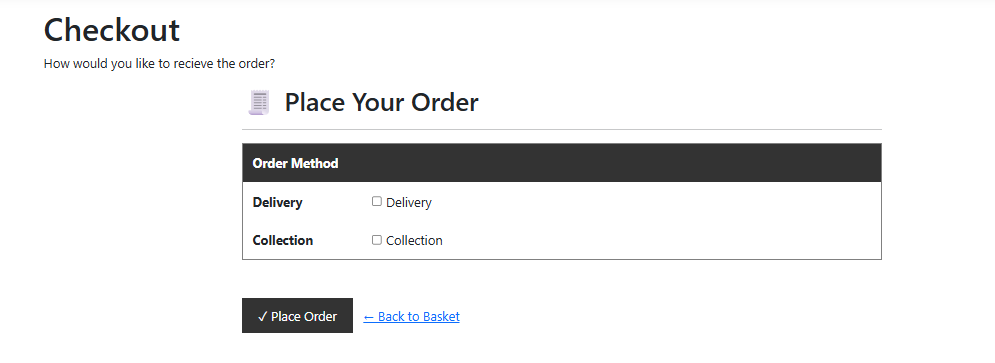 Checkout
How would you like to recieve the order?
Place Your Order
Order Method
Delivery Delivery
Collection Collection
✓ Place Order ← Back to Basket